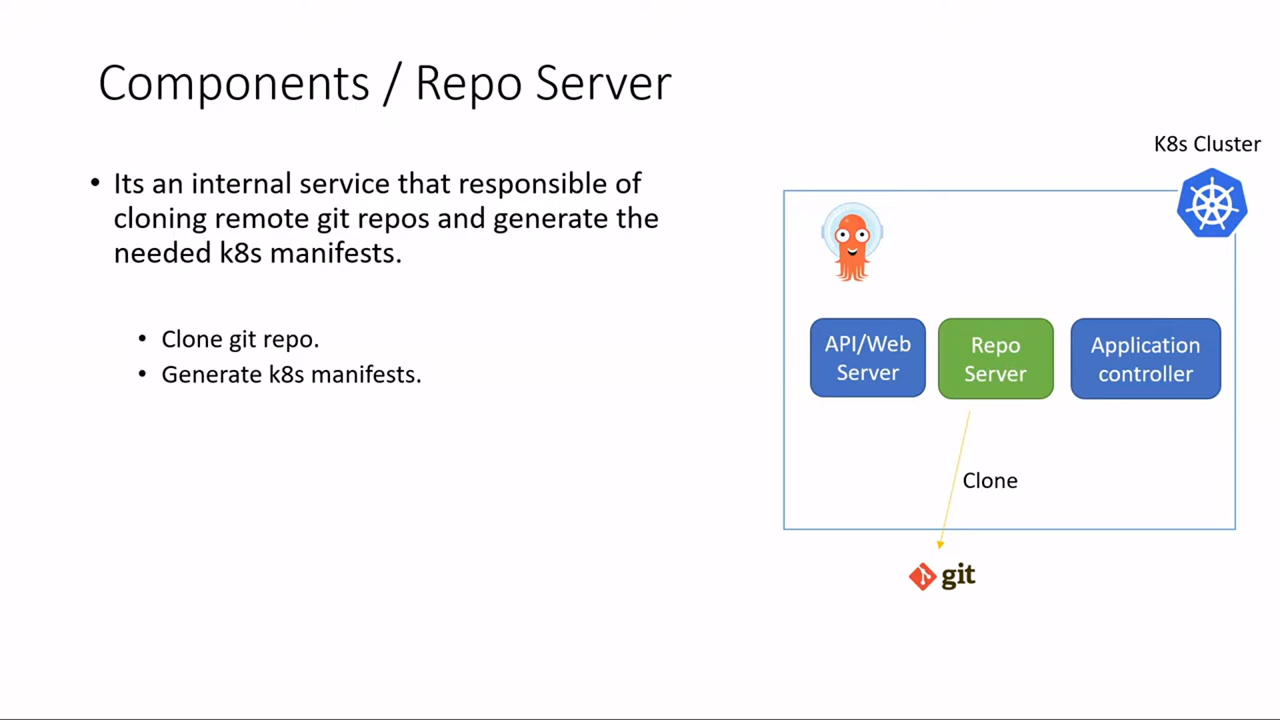 Components / Repo Server
K8s Cluster
• Its an internal service that responsible of
cloning remote git repos and generate the
needed k8s manifests.
• Clone git repo.
• Generate k8s manifests.
API/Web
Server
Repo
Server
Application
controller
Clone
git